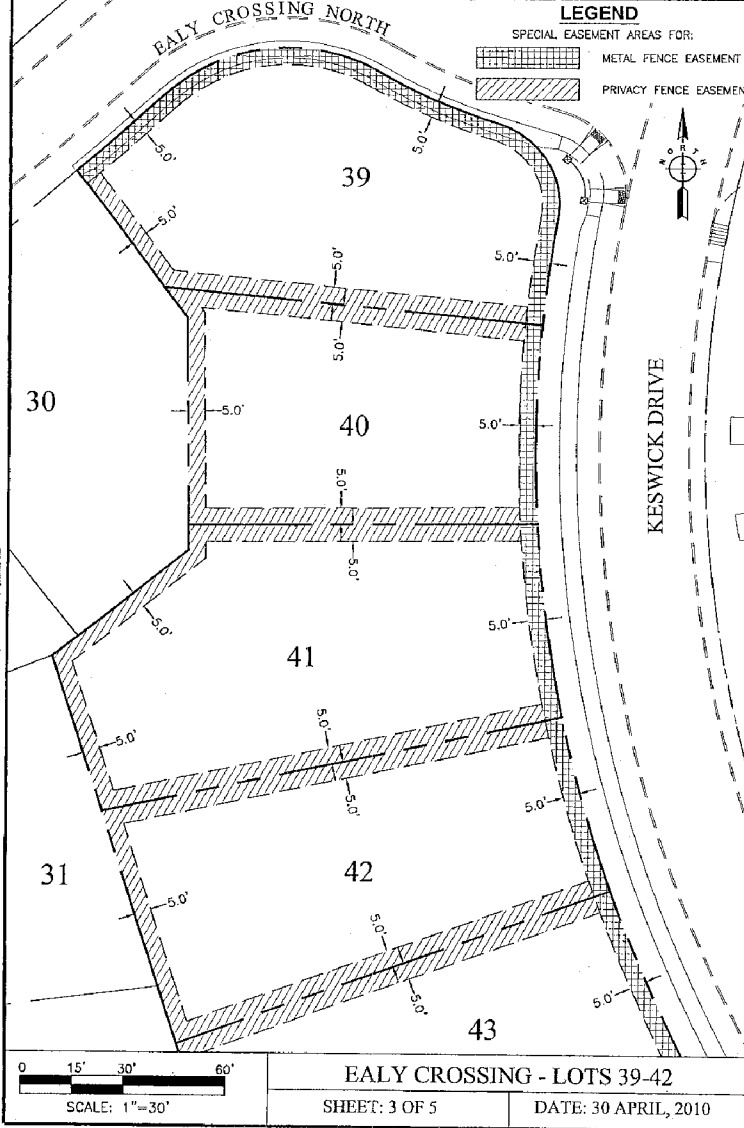 LEGEND
SPECIAL EASEMENT AREAS FOR:
METAL FENCE EASEMENT
PRIVACY FENCE EASEMEN
EALY CROSSING NORTH
NORTH
5.0'
5.0'
39
5.0'
5.0'
5.0'
5.0'
30
5.0'
40
5.0'
KESWICK DRIVE
5.0'
5.0'
5.0'
5.0'
41
5.0'
5.0'
5.0'
5.0'
31
42
5.0'
5.0'
5.0'
5.0'
43
0 15' 30' 60'
SCALE: 1"=30'
EALY CROSSING - LOTS 39-42
SHEET: 3 OF 5
DATE: 30 APRIL, 2010